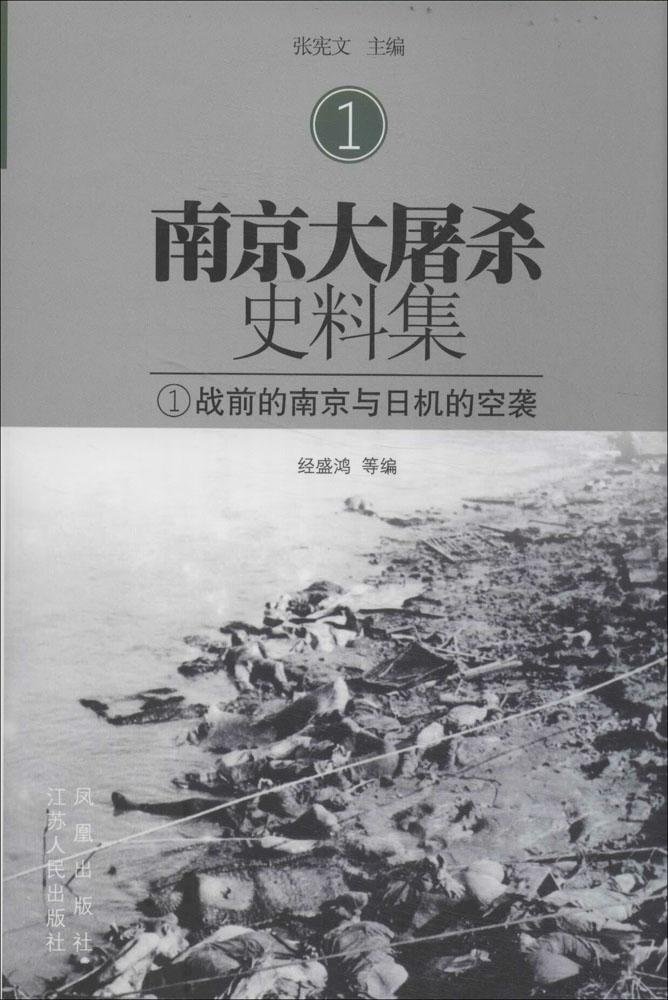 张宪文 主编
1
南京大屠杀
史料集
①战前的南京与日机的空袭
经盛鸿 等编
凤凰出版社
江苏人民出版社